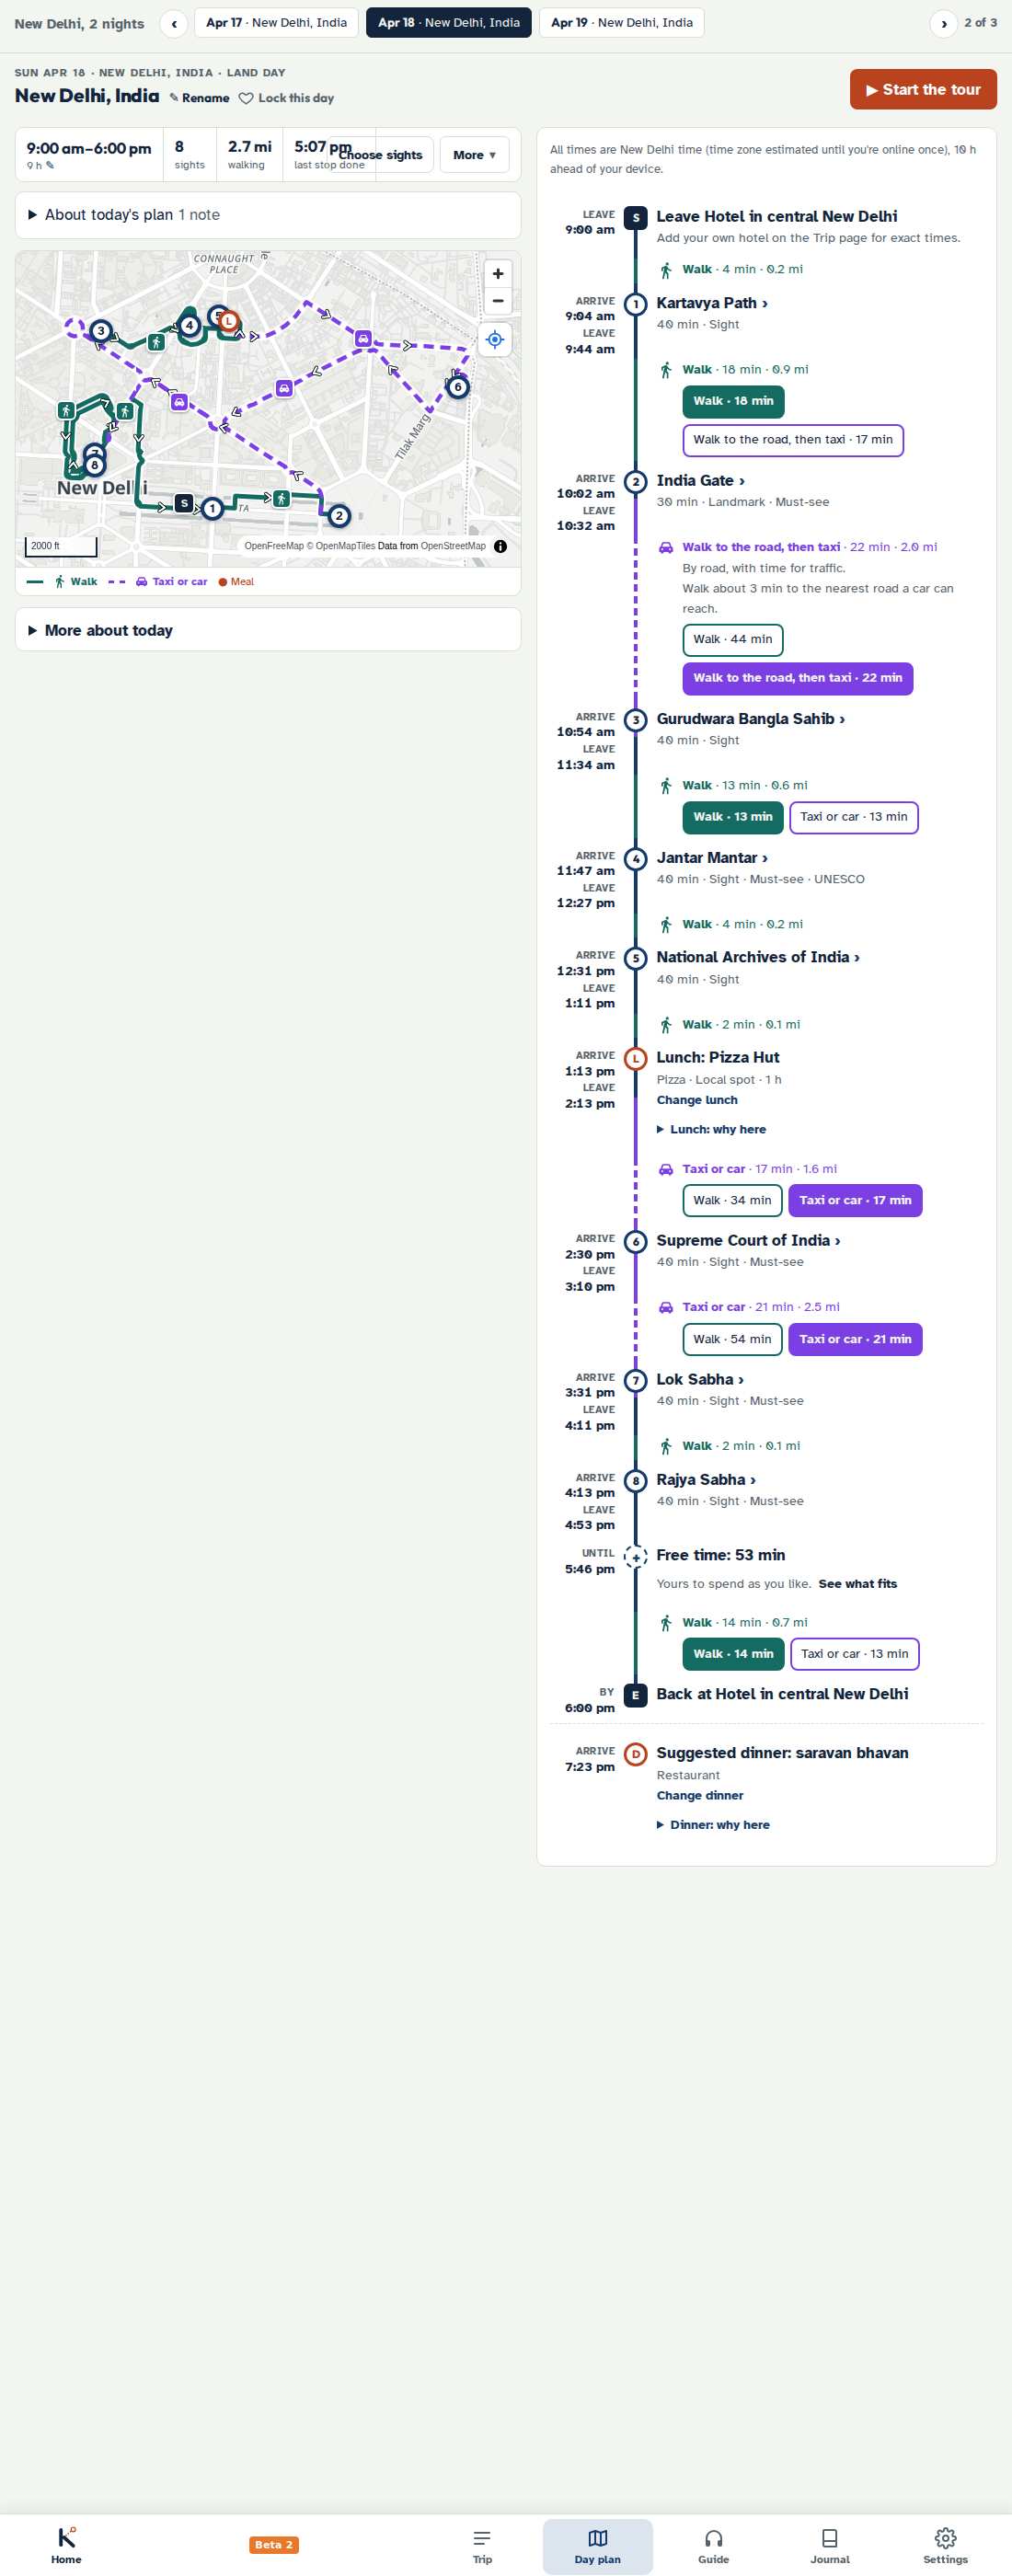 New Delhi, 2 nights
‹
Apr 17 · New Delhi, India
Apr 18 · New Delhi, India
Apr 19 · New Delhi, India
›
2 of 3
SUN APR 18 · NEW DELHI, INDIA · LAND DAY
New Delhi, India ✎ Rename Lock this day
▶ Start the tour
9:00 am–6:00 pm
9 h ✎
8
sights
2.7 mi
walking
5:07 pm
last stop done
Choose sights
More ▾
▶ About today's plan 1 note
CONNAUGHT
PLACE
Tilak Marg
New Delhi
TA
S
1
2
3
4
5
L
6
7
8
+
−
2000 ft
OpenFreeMap © OpenMapTiles Data from OpenStreetMap
Walk
Taxi or car
Meal
▶ More about today
All times are New Delhi time (time zone estimated until you're online once), 10 h
ahead of your device.
LEAVE
9:00 am
S
Leave Hotel in central New Delhi
Add your own hotel on the Trip page for exact times.
Walk · 4 min · 0.2 mi
ARRIVE
9:04 am
LEAVE
9:44 am
1
Kartavya Path ›
40 min · Sight
Walk · 18 min · 0.9 mi
Walk · 18 min
Walk to the road, then taxi · 17 min
ARRIVE
10:02 am
LEAVE
10:32 am
2
India Gate ›
30 min · Landmark · Must-see
Walk to the road, then taxi · 22 min · 2.0 mi
By road, with time for traffic.
Walk about 3 min to the nearest road a car can
reach.
Walk · 44 min
Walk to the road, then taxi · 22 min
ARRIVE
10:54 am
LEAVE
11:34 am
3
Gurudwara Bangla Sahib ›
40 min · Sight
Walk · 13 min · 0.6 mi
Walk · 13 min
Taxi or car · 13 min
ARRIVE
11:47 am
LEAVE
12:27 pm
4
Jantar Mantar ›
40 min · Sight · Must-see · UNESCO
Walk · 4 min · 0.2 mi
ARRIVE
12:31 pm
LEAVE
1:11 pm
5
National Archives of India ›
40 min · Sight
Walk · 2 min · 0.1 mi
ARRIVE
1:13 pm
LEAVE
2:13 pm
L
Lunch: Pizza Hut
Pizza · Local spot · 1 h
Change lunch
▶ Lunch: why here
Taxi or car · 17 min · 1.6 mi
Walk · 34 min
Taxi or car · 17 min
ARRIVE
2:30 pm
LEAVE
3:10 pm
6
Supreme Court of India ›
40 min · Sight · Must-see
Taxi or car · 21 min · 2.5 mi
Walk · 54 min
Taxi or car · 21 min
ARRIVE
3:31 pm
LEAVE
4:11 pm
7
Lok Sabha ›
40 min · Sight · Must-see
Walk · 2 min · 0.1 mi
ARRIVE
4:13 pm
LEAVE
4:53 pm
8
Rajya Sabha ›
40 min · Sight · Must-see
UNTIL
5:46 pm
+
Free time: 53 min
Yours to spend as you like. See what fits
Walk · 14 min · 0.7 mi
Walk · 14 min
Taxi or car · 13 min
BY
6:00 pm
E
Back at Hotel in central New Delhi
ARRIVE
7:23 pm
D
Suggested dinner: saravan bhavan
Restaurant
Change dinner
▶ Dinner: why here
Home
Beta 2
Trip
Day plan
Guide
Journal
Settings